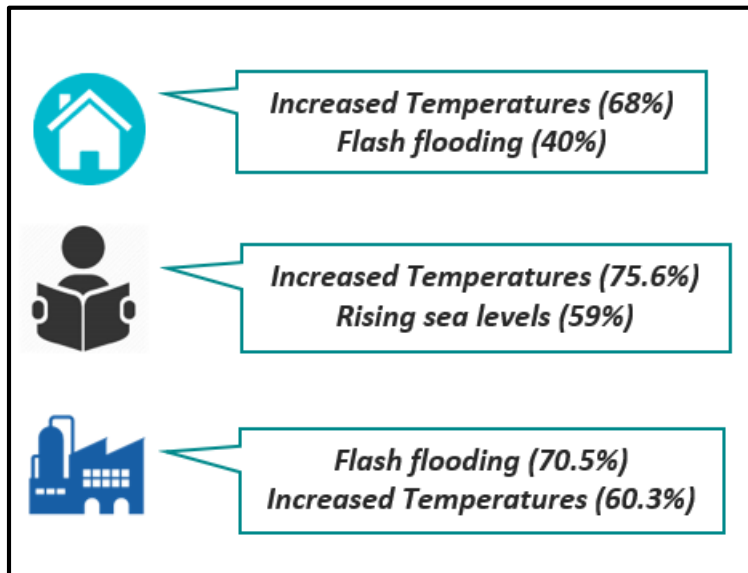 Increased Temperatures (68%)
Flash flooding (40%)
Increased Temperatures (75.6%)
Rising sea levels (59%)
Flash flooding (70.5%)
Increased Temperatures (60.3%)